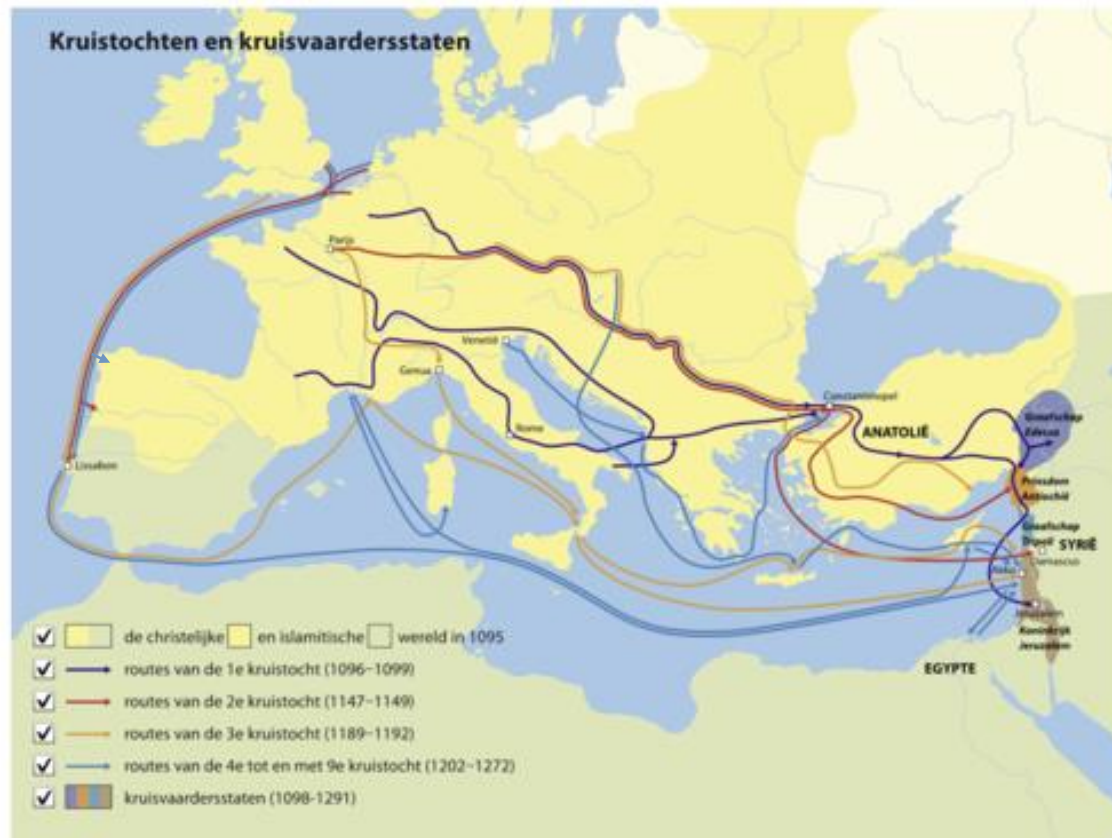 Kruistochten en kruisvaardersstaten
Parijs
Venetië
Genua
Constantinopel
Rome
ANATOLIË
Graafschap
Edessa
Lissabon
Prinsdom
Antiochië
Graafschap
Tripoli
SYRIË
Damascus
Akko
Jeruzalem
Koninkrijk
Jeruzalem
EGYPTE
de christelijke en islamitische wereld in 1095
routes van de 1e kruistocht (1096–1099)
routes van de 2e kruistocht (1147–1149)
routes van de 3e kruistocht (1189–1192)
routes van de 4e tot en met 9e kruistocht (1202–1272)
kruisvaardersstaten (1098-1291)